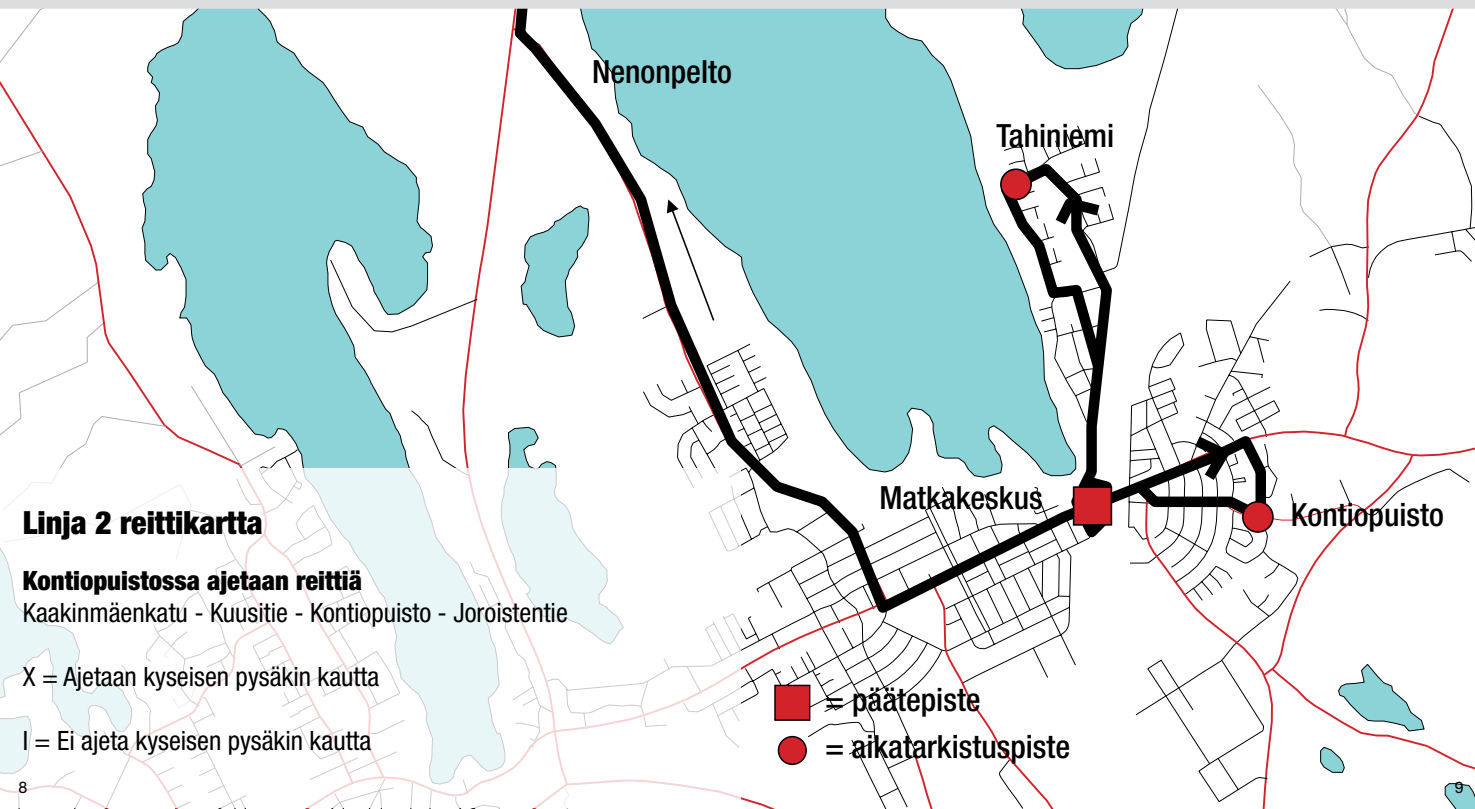 Nenonpelto
Tahiniemi
Matkakeskus
Kontiopuisto
Linja 2 reittikartta
Kontiopuistossa ajetaan reittiä
Kaakinmäenkatu - Kuusitie - Kontiopuisto - Joroistentie
X = Ajetaan kyseisen pysäkin kautta
I = Ei ajeta kyseisen pysäkin kautta
= päätepiste
= aikatarkistuspiste
8
9